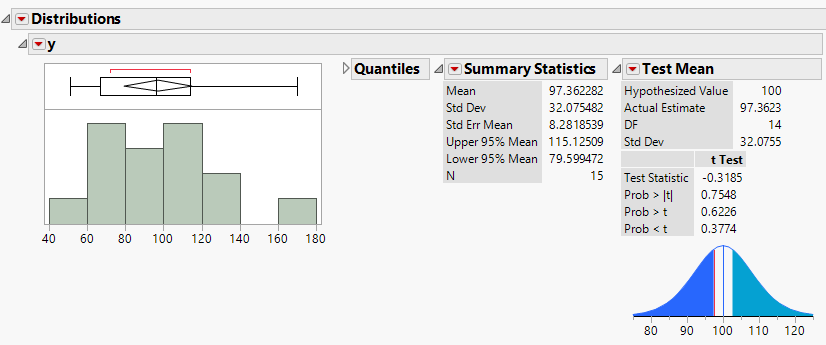 Distributions
y
40 60 80 100 120 140 160 180
Quantiles
Summary Statistics
Mean 97.362282
Std Dev 32.075482
Std Err Mean 8.2818539
Upper 95% Mean 115.12509
Lower 95% Mean 79.599472
N 15
Test Mean
Hypothesized Value 100
Actual Estimate 97.3623
DF 14
Std Dev 32.0755
t Test
Test Statistic -0.3185
Prob > |t| 0.7548
Prob > t 0.6226
Prob < t 0.3774
80 90 100 110 120